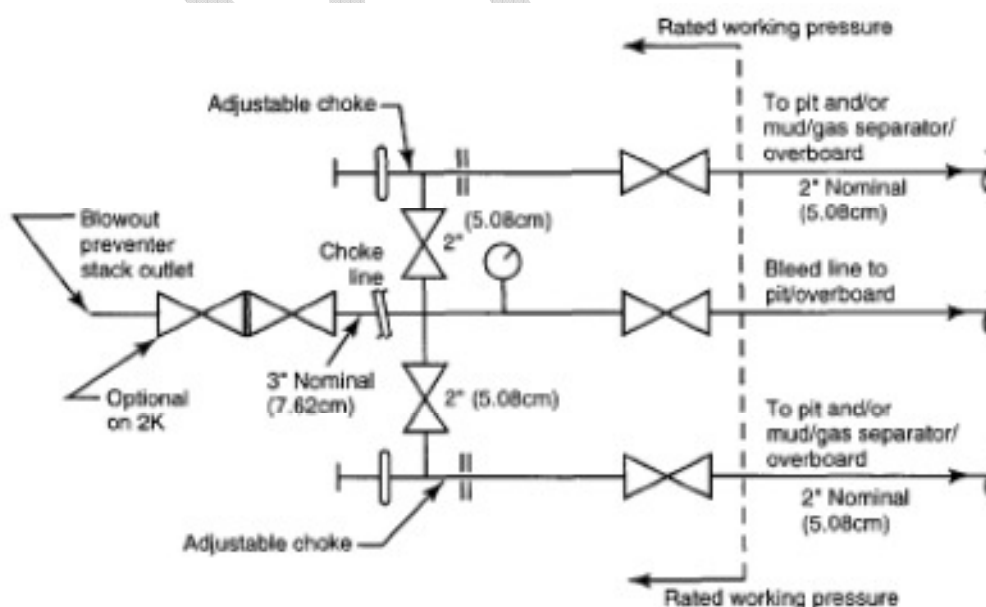 Rated working pressure
Adjustable choke
To pit and/or
mud/gas separator/
overboard
2" Nominal
(5.08cm)
Blowout
preventer
stack outlet
Choke
line
2" (5.08cm)
Bleed line to
pit/overboard
Optional
on 2K
3" Nominal
(7.62cm)
2" (5.08cm)
To pit and/or
mud/gas separator/
overboard
2" Nominal
(5.08cm)
Adjustable choke
Rated working pressure